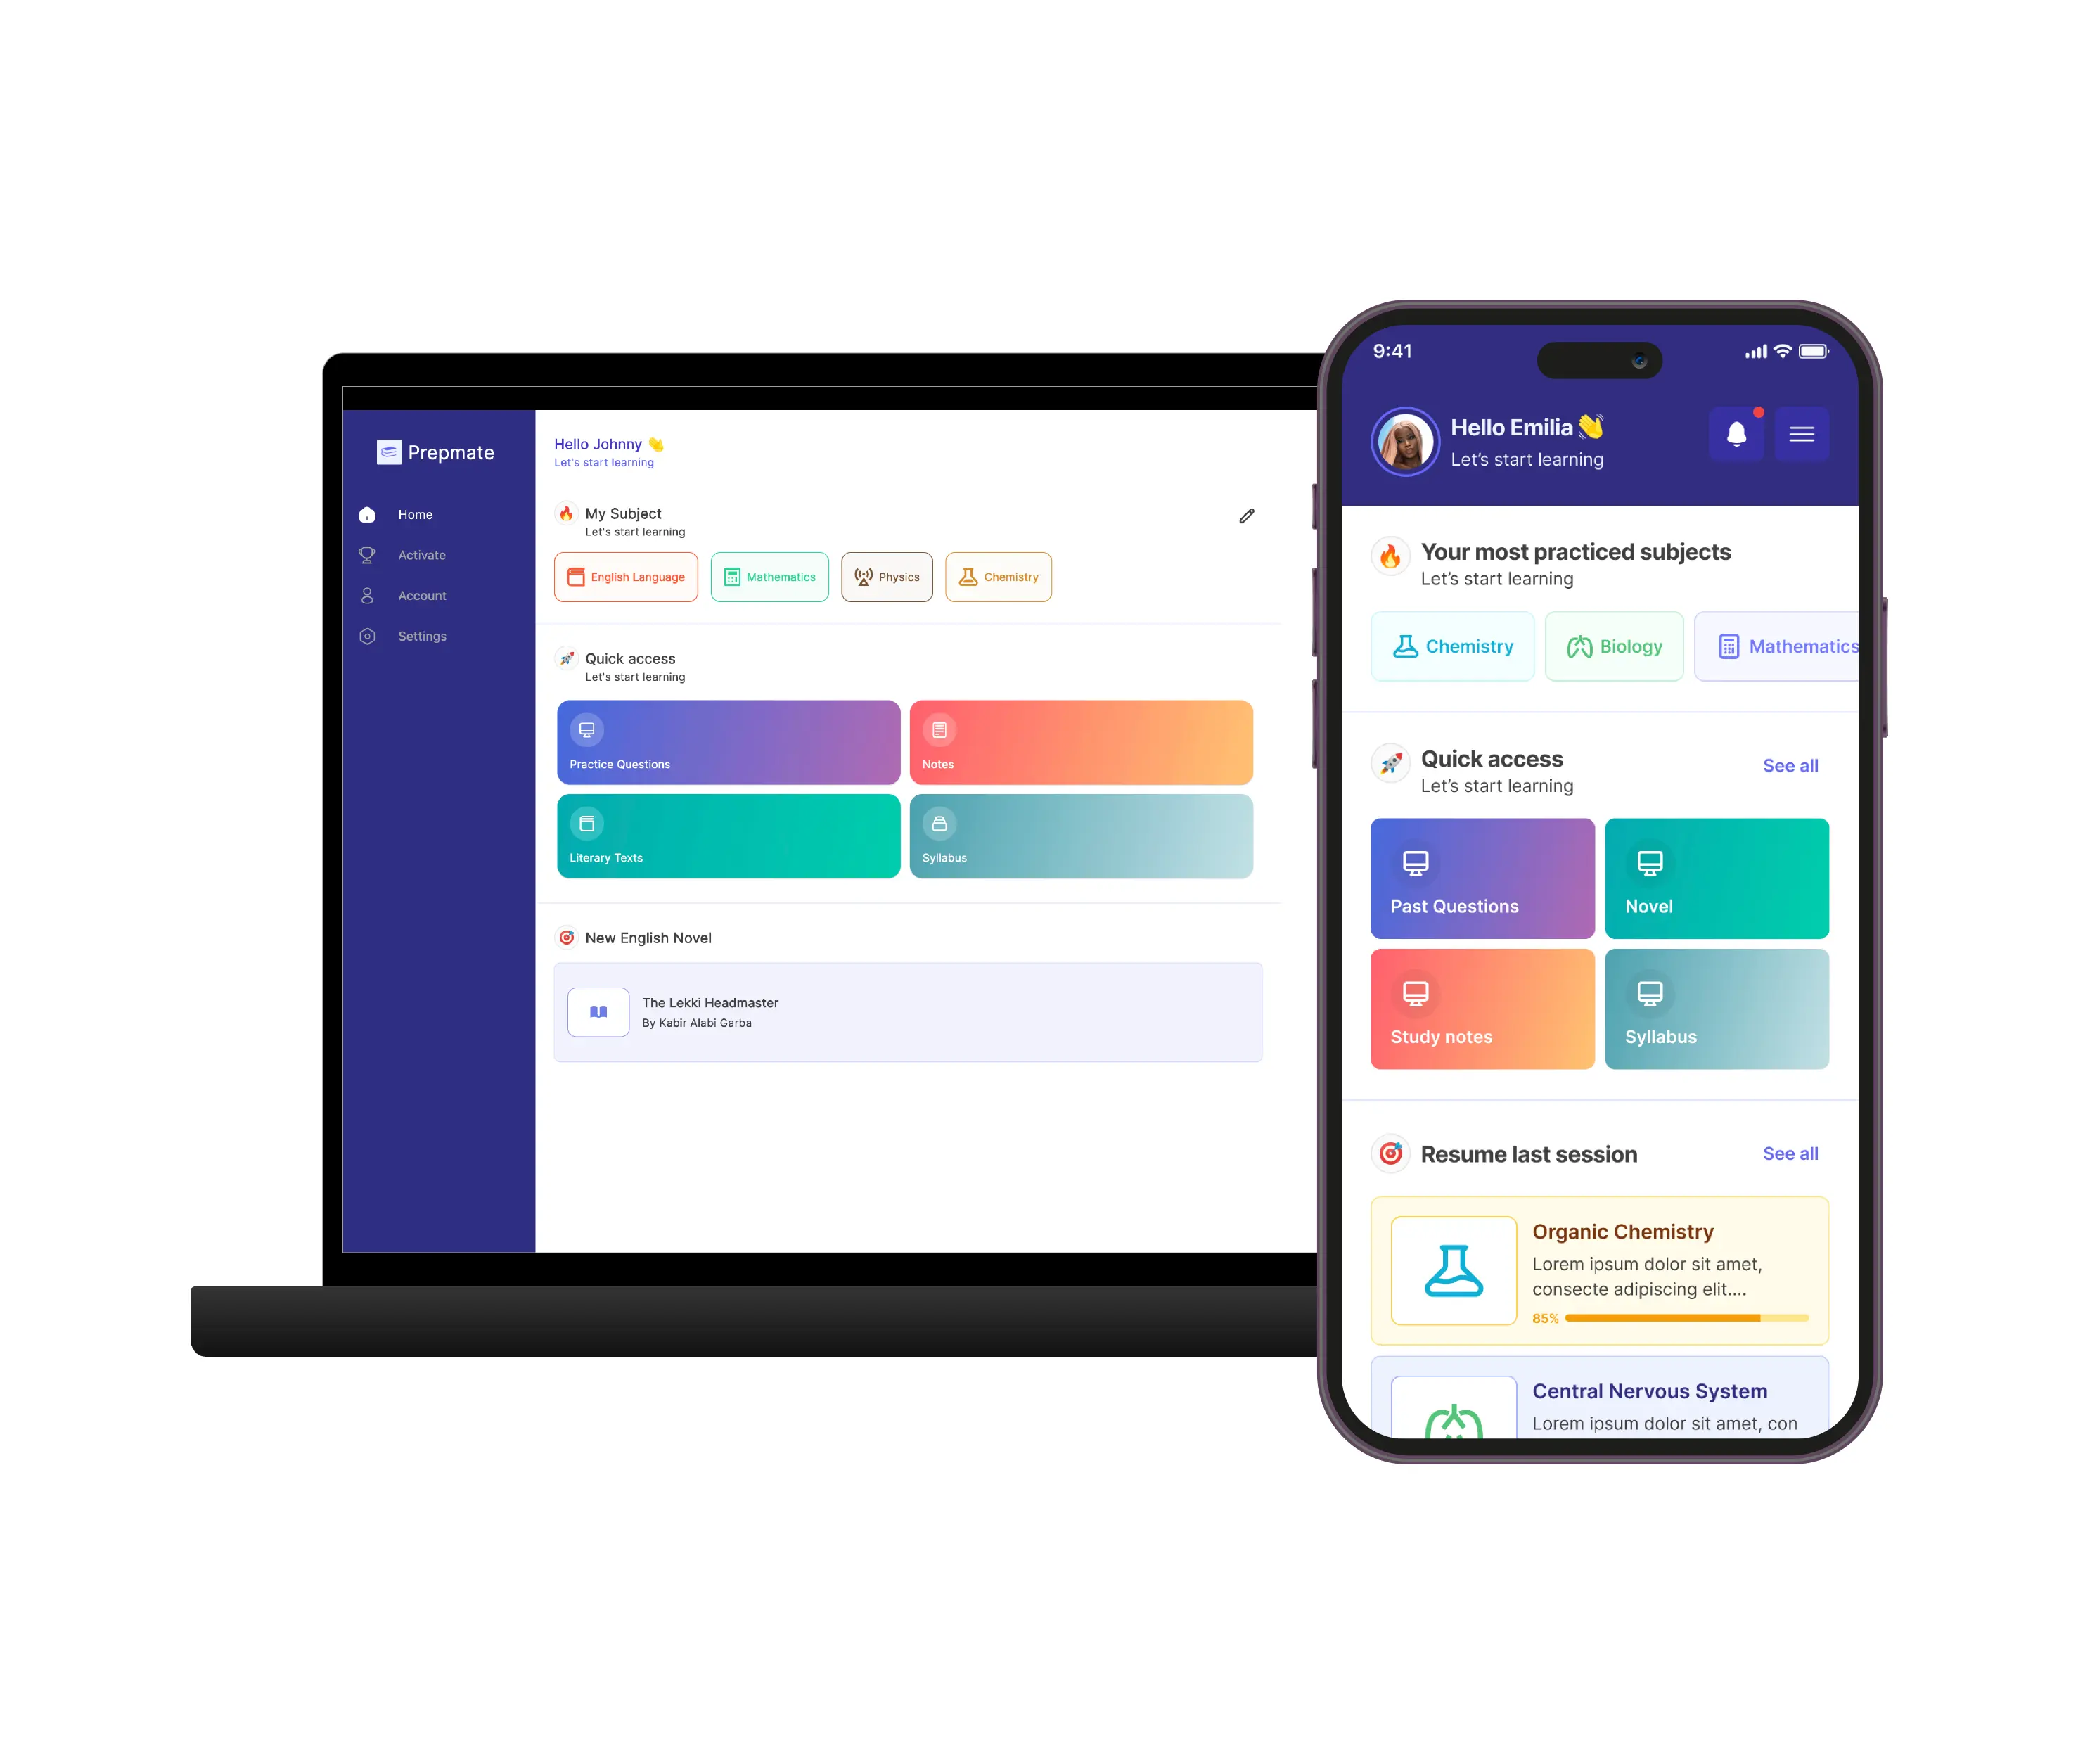 Prepmate
Home
Activate
Account
Settings
Hello Johnny 👋
Let's start learning
My Subject
Let's start learning
English Language
Mathematics
Physics
Chemistry
Quick access
Let's start learning
Practice Questions
Notes
Literary Texts
Syllabus
New English Novel
The Lekki Headmaster
By Kabir Alabi Garba
9:41
Hello Emilia👋
Let’s start learning
Your most practiced subjects
Let’s start learning
Chemistry
Biology
Mathematics
Quick access
See all
Let’s start learning
Past Questions
Novel
Study notes
Syllabus
Resume last session
See all
Organic Chemistry
Lorem ipsum dolor sit amet,
consecte adipiscing elit....
85%
Central Nervous System
Lorem ipsum dolor sit amet, con